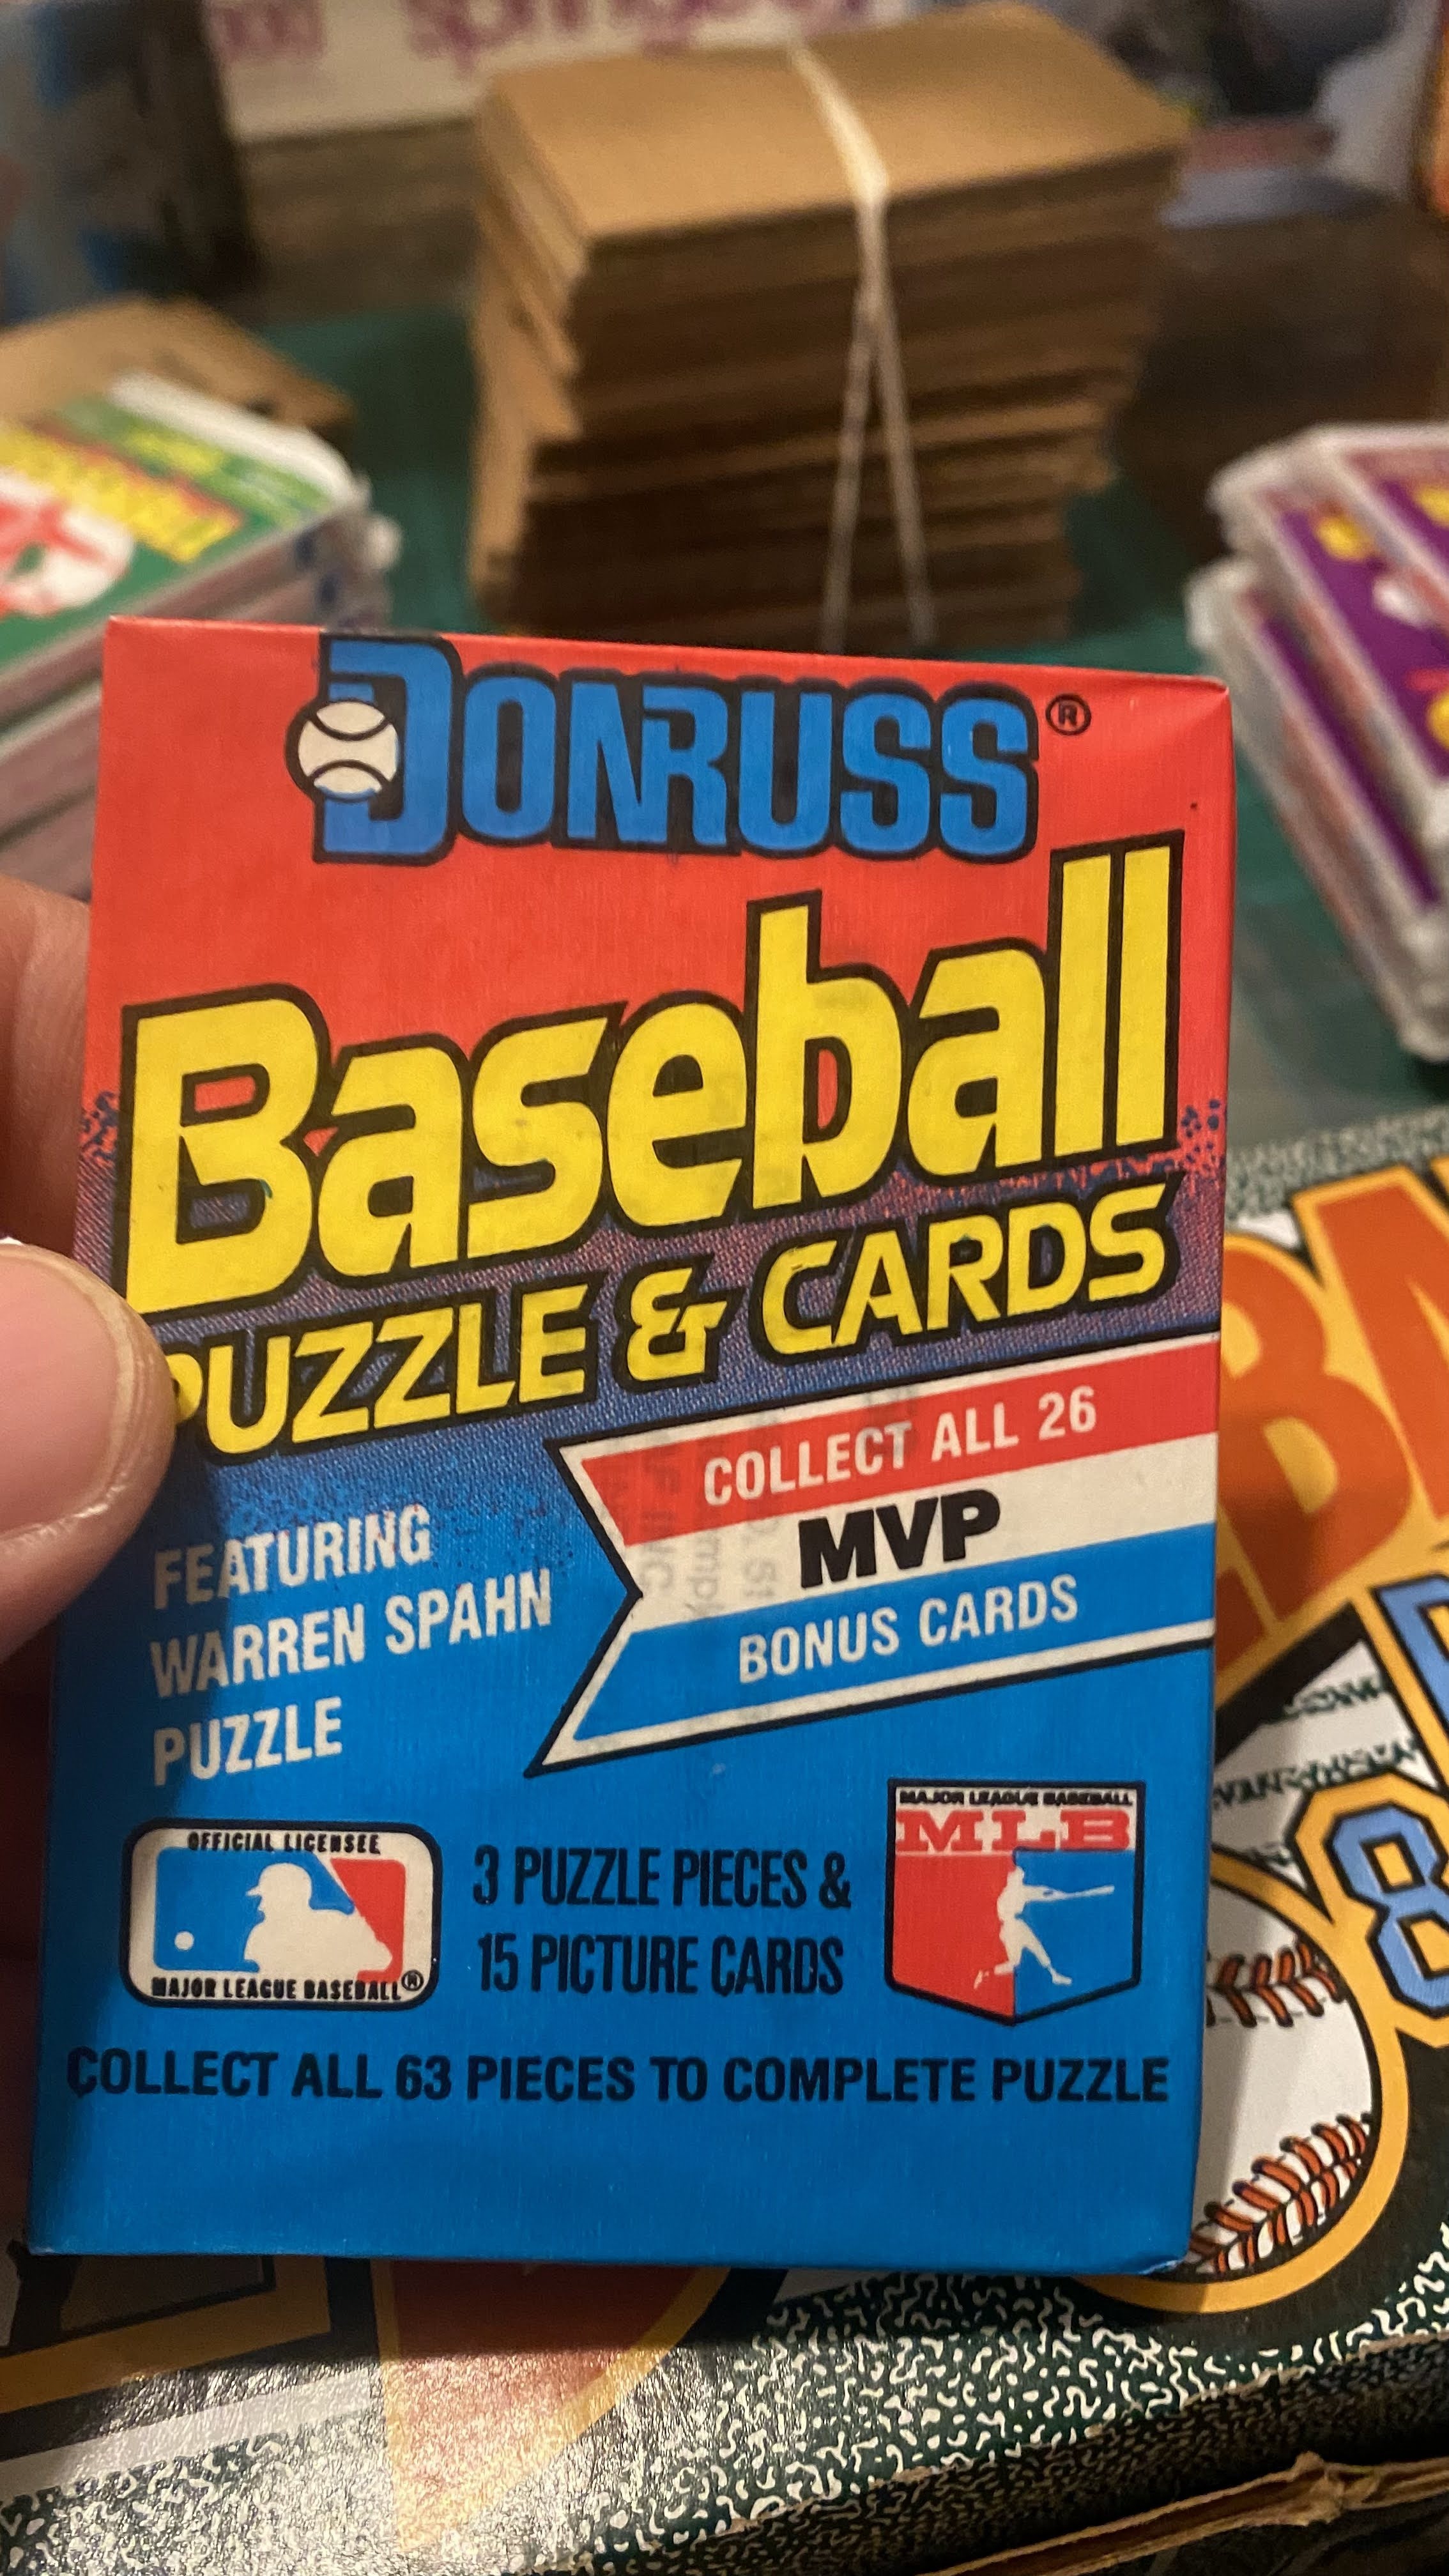 DONRUSS®
Baseball
PUZZLE & CARDS
COLLECT ALL 26
MVP
BONUS CARDS
FEATURING
WARREN SPAHN
PUZZLE
OFFICIAL LICENSEE
MAJOR LEAGUE BASEBALL®
3 PUZZLE PIECES &
15 PICTURE CARDS
MAJOR LEAGUE BASEBALL
MLB
COLLECT ALL 63 PIECES TO COMPLETE PUZZLE
8